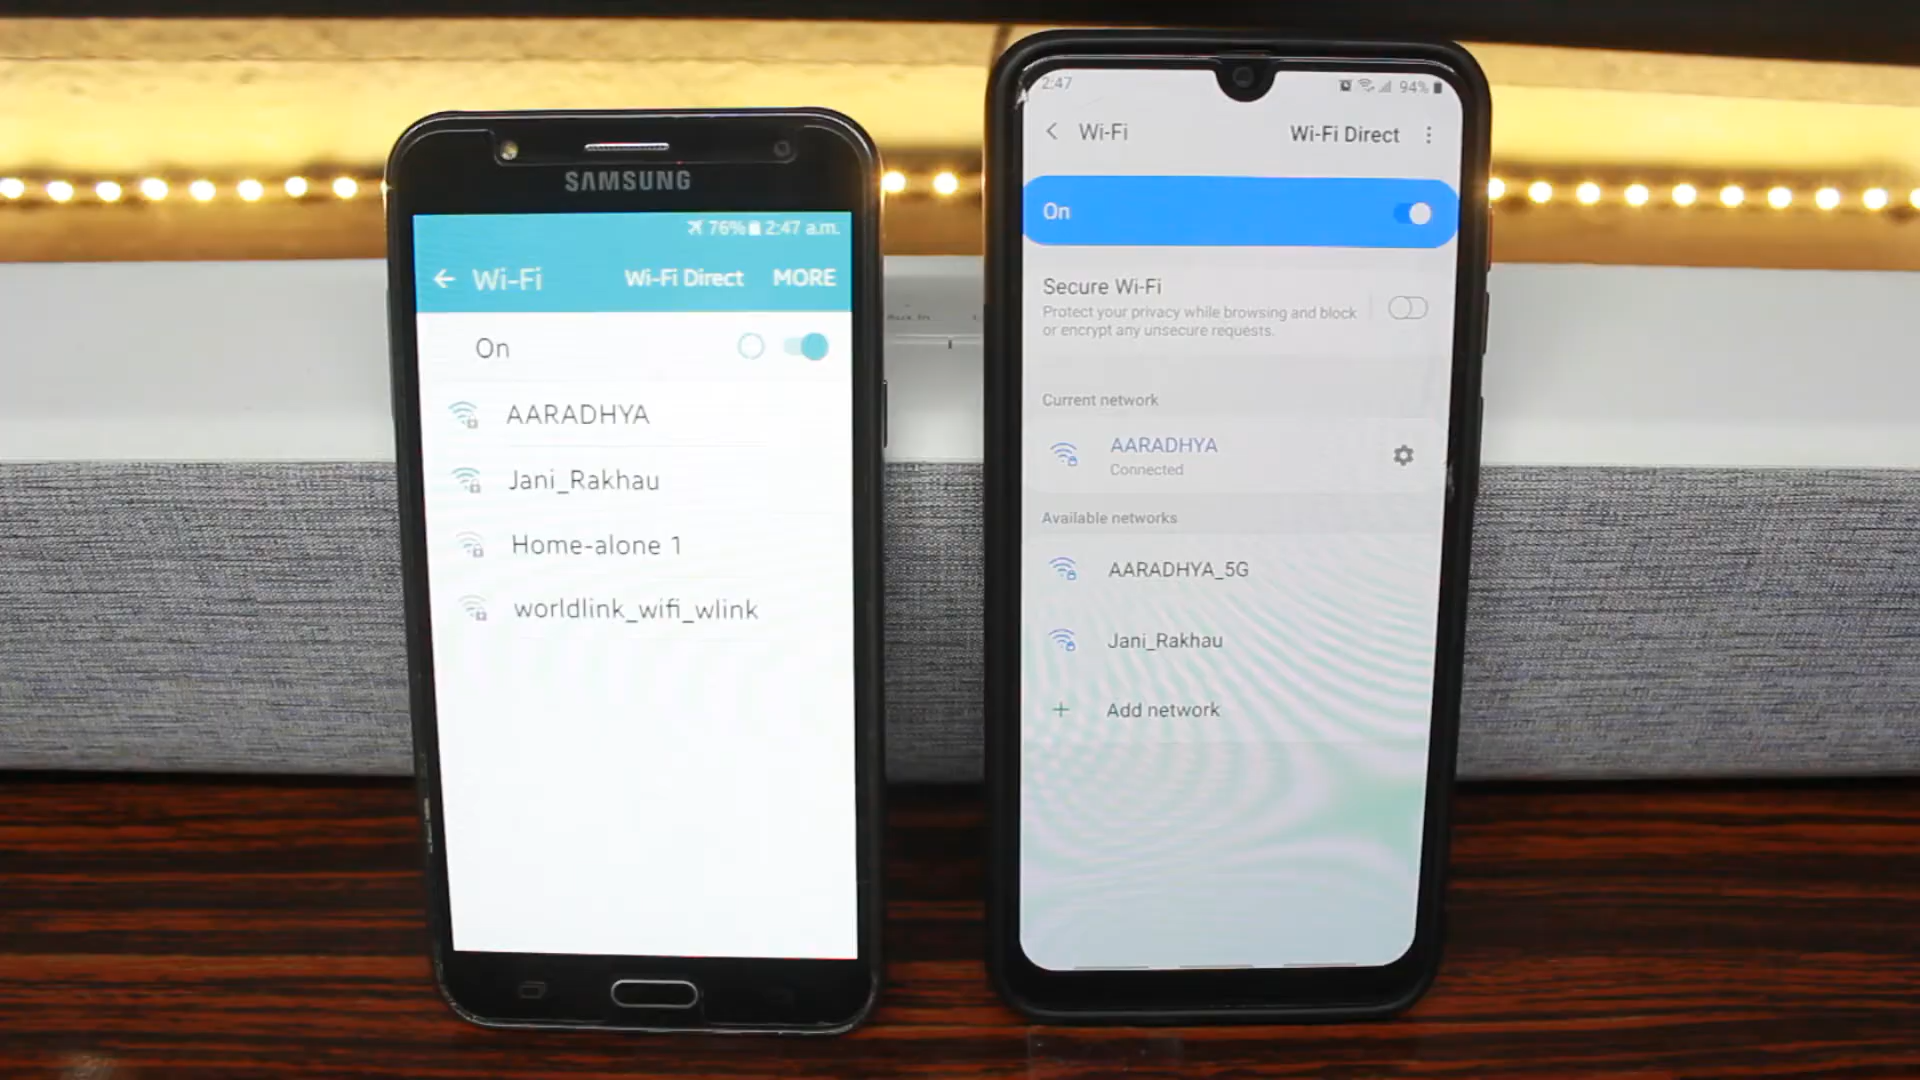 SAMSUNG
76% 2:47 a.m.
Wi-Fi Wi-Fi Direct MORE
On
AARADHYA
Jani_Rakhau
Home-alone 1
worldlink_wifi_wlink
Aux In
2:47 94%
Wi-Fi Wi-Fi Direct
On
Secure Wi-Fi
Protect your privacy while browsing and block
or encrypt any unsecure requests.
Current network
AARADHYA
Connected
Available networks
AARADHYA_5G
Jani_Rakhau
Add network